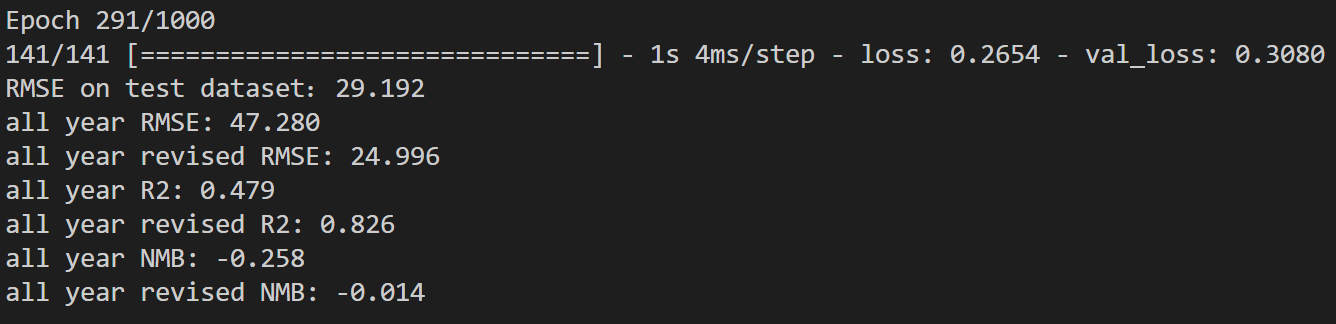 Epoch 291/1000
141/141 [==============================] - 1s 4ms/step - loss: 0.2654 - val_loss: 0.3080
RMSE on test dataset: 29.192
all year RMSE: 47.280
all year revised RMSE: 24.996
all year R2: 0.479
all year revised R2: 0.826
all year NMB: -0.258
all year revised NMB: -0.014